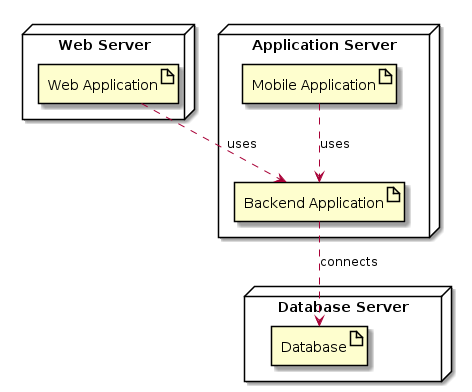 Web Server
Application Server
Web Application
Mobile Application
uses
uses
Backend Application
connects
Database Server
Database